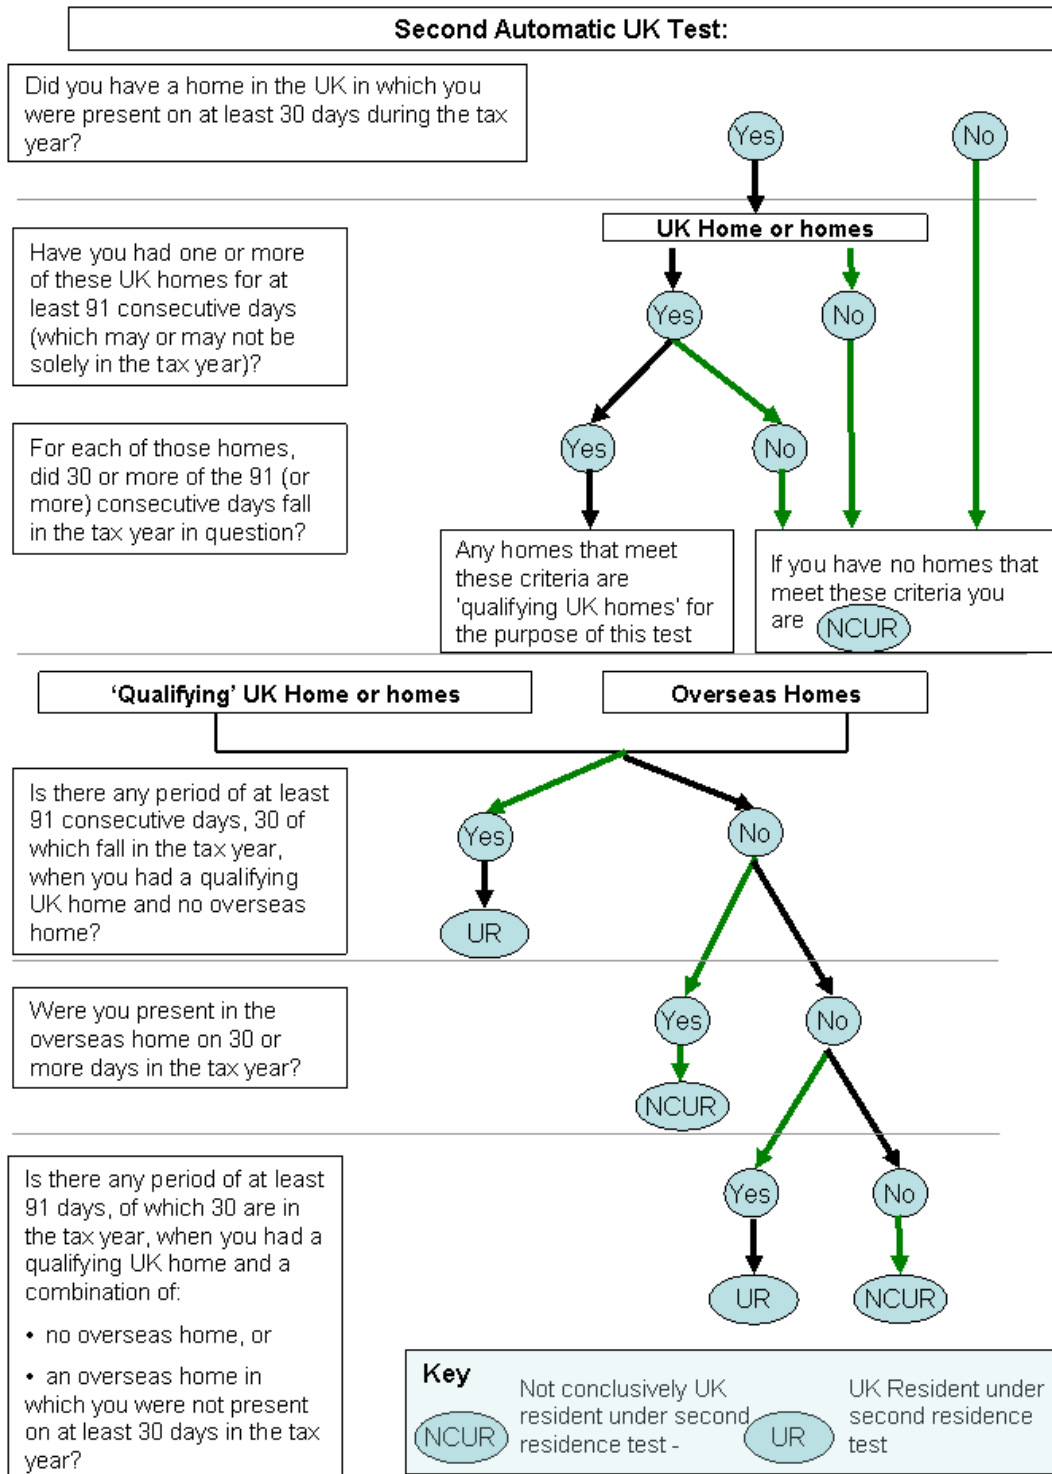 Second Automatic UK Test:
Did you have a home in the UK in which you
were present on at least 30 days during the tax
year?
Yes
No
UK Home or homes
Have you had one or more
of these UK homes for at
least 91 consecutive days
(which may or may not be
solely in the tax year)?
Yes
No
For each of those homes,
did 30 or more of the 91 (or
more) consecutive days fall
in the tax year in question?
Yes
No
Any homes that meet
these criteria are
'qualifying UK homes' for
the purpose of this test
If you have no homes that
meet these criteria you
are NCUR
‘Qualifying’ UK Home or homes
Overseas Homes
Is there any period of at least
91 consecutive days, 30 of
which fall in the tax year,
when you had a qualifying
UK home and no overseas
home?
Yes
No
UR
Were you present in the
overseas home on 30 or
more days in the tax year?
Yes
No
NCUR
Is there any period of at least
91 days, of which 30 are in
the tax year, when you had a
qualifying UK home and a
combination of:
• no overseas home, or
• an overseas home in
which you were not present
on at least 30 days in the tax
year?
Yes
No
UR
NCUR
Key
NCUR
Not conclusively UK
resident under second
residence test -
UR
UK Resident under
second residence
test